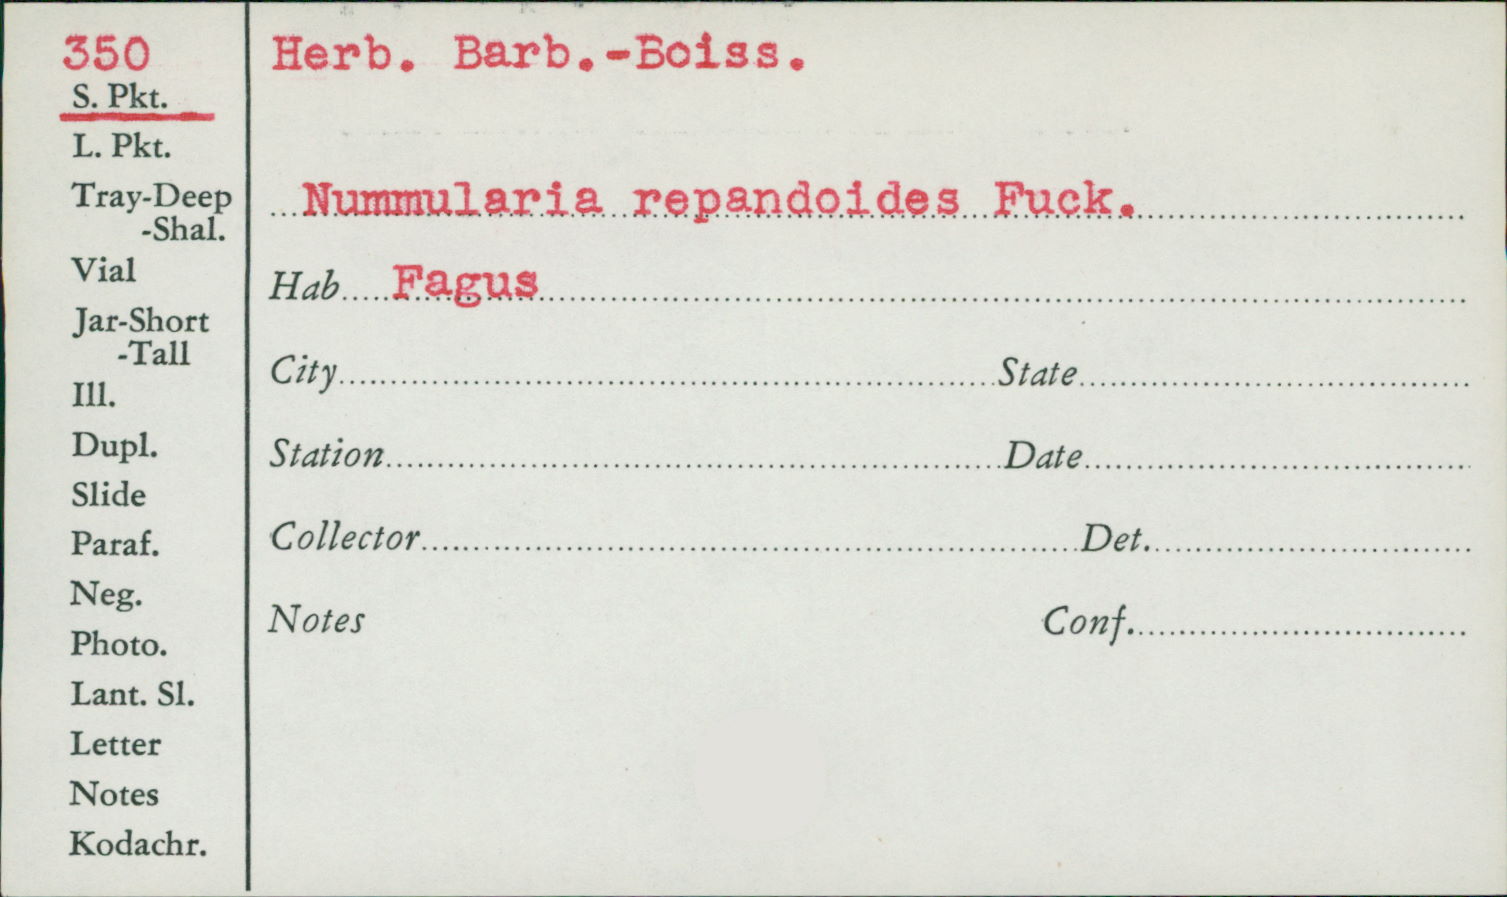 350
S. Pkt.
L. Pkt.
Tray-Deep
-Shal.
Vial
Jar-Short
-Tall
Ill.
Dupl.
Slide
Paraf.
Neg.
Photo.
Lant. Sl.
Letter
Notes
Kodachr.
Herb. Barb.-Boiss.
Nummularia repandoides Fuck.
Hab. Fagus
City State
Station Date
Collector Det.
Notes Conf.